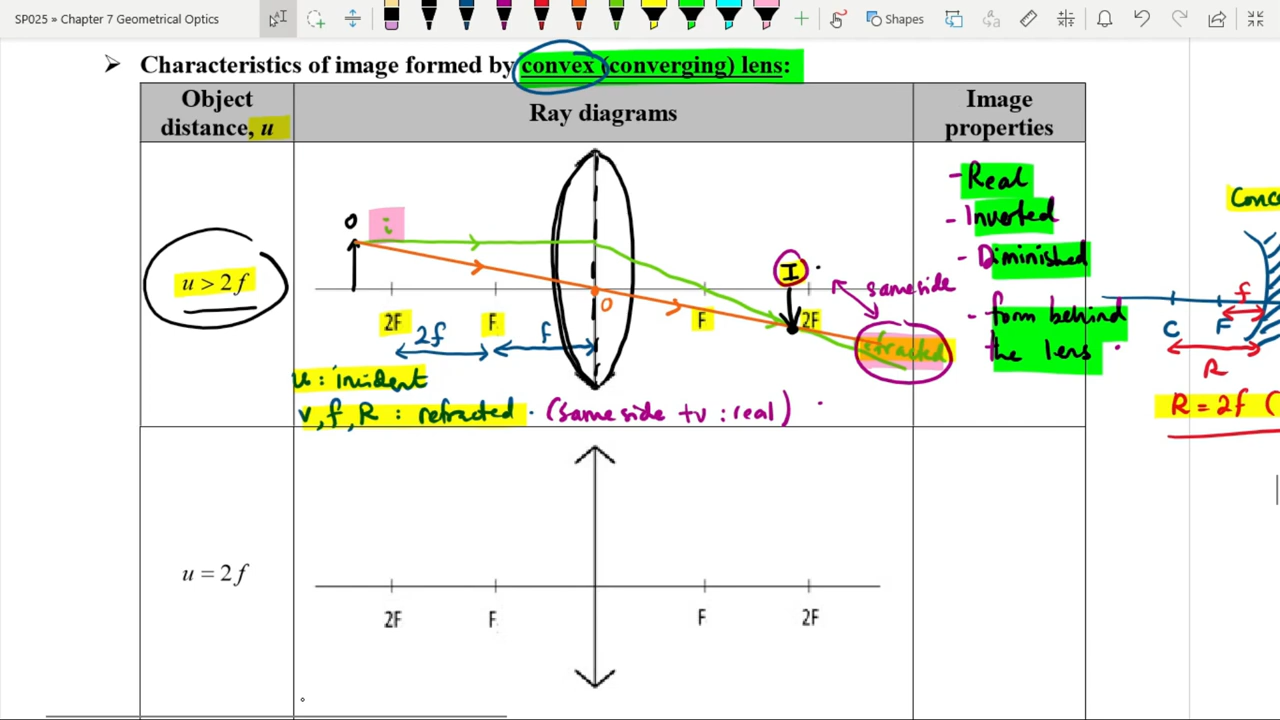 SP025 » Chapter 7 Geometrical Optics
Shapes
➢ Characteristics of image formed by convex (converging) lens:
Object
distance, u
Ray diagrams
Image
properties
u > 2f
O
i
O
I
2F
F
F
2F
2f
f
same side
refracted
u : incident
v, f, R : refracted . (same side +v : real)
- Real
- Inverted
- Diminished
- form behind
the lens
Conc
C
F
f
R
R = 2f (
u = 2f
2F
F
F
2F